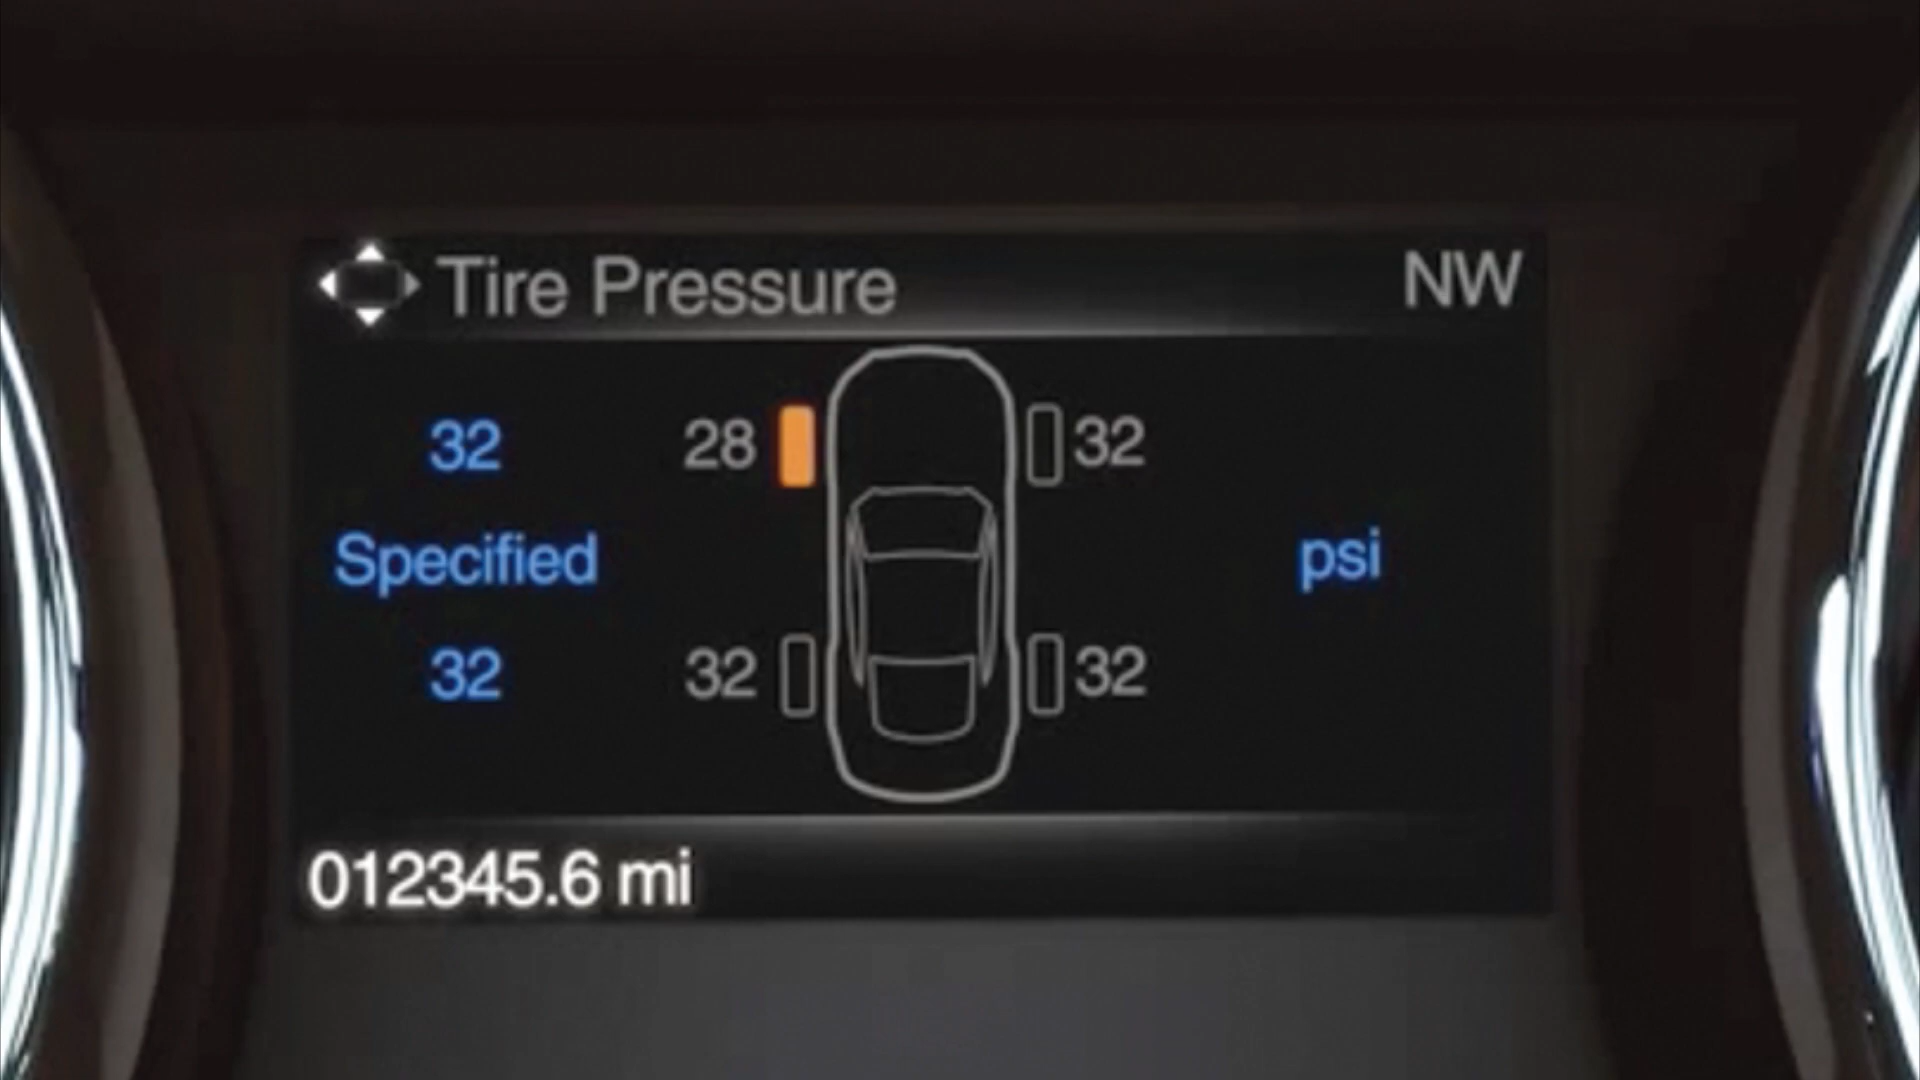 Tire Pressure NW
32 28 32
Specified psi
32 32 32
012345.6 mi